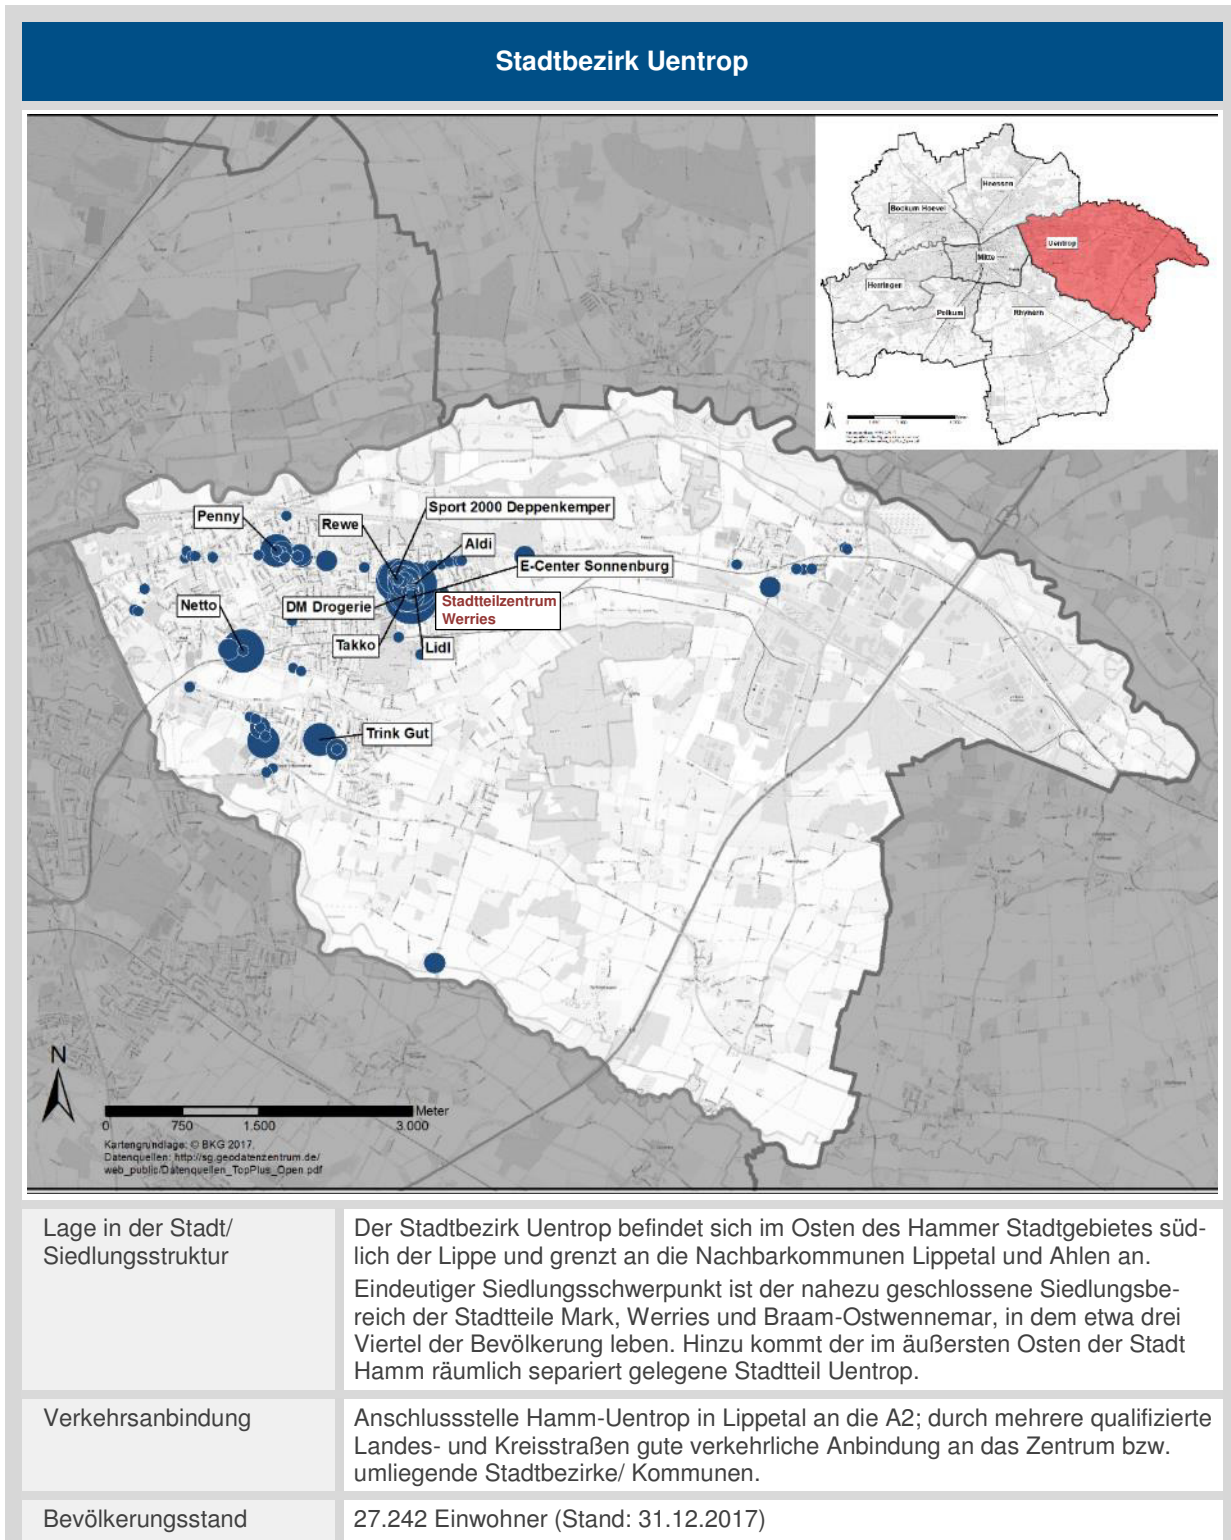 Stadtbezirk Uentrop
Heessen
Bockum Hoevel
Uentrop
Mitte
Herringen
Pelkum
Rhynern
N
Penny
Rewe
Sport 2000 Deppenkemper
Aldi
E-Center Sonnenburg
Netto
DM Drogerie
Stadtteilzentrum
Werries
Takko
Lidl
Trink Gut
N
Meter
0 750 1.500 3.000
Kartengrundlage: © BKG 2017,
Datenquellen: http://sg.geodatenzentrum.de/
web_public/Datenquellen_TopPlus_Open.pdf
Lage in der Stadt/
Siedlungsstruktur
Der Stadtbezirk Uentrop befindet sich im Osten des Hammer Stadtgebietes süd-
lich der Lippe und grenzt an die Nachbarkommunen Lippetal und Ahlen an.
Eindeutiger Siedlungsschwerpunkt ist der nahezu geschlossene Siedlungsbe-
reich der Stadtteile Mark, Werries und Braam-Ostwennemar, in dem etwa drei
Viertel der Bevölkerung leben. Hinzu kommt der im äußersten Osten der Stadt
Hamm räumlich separiert gelegene Stadtteil Uentrop.
Verkehrsanbindung
Anschlussstelle Hamm-Uentrop in Lippetal an die A2; durch mehrere qualifizierte
Landes- und Kreisstraßen gute verkehrliche Anbindung an das Zentrum bzw.
umliegende Stadtbezirke/ Kommunen.
Bevölkerungsstand
27.242 Einwohner (Stand: 31.12.2017)